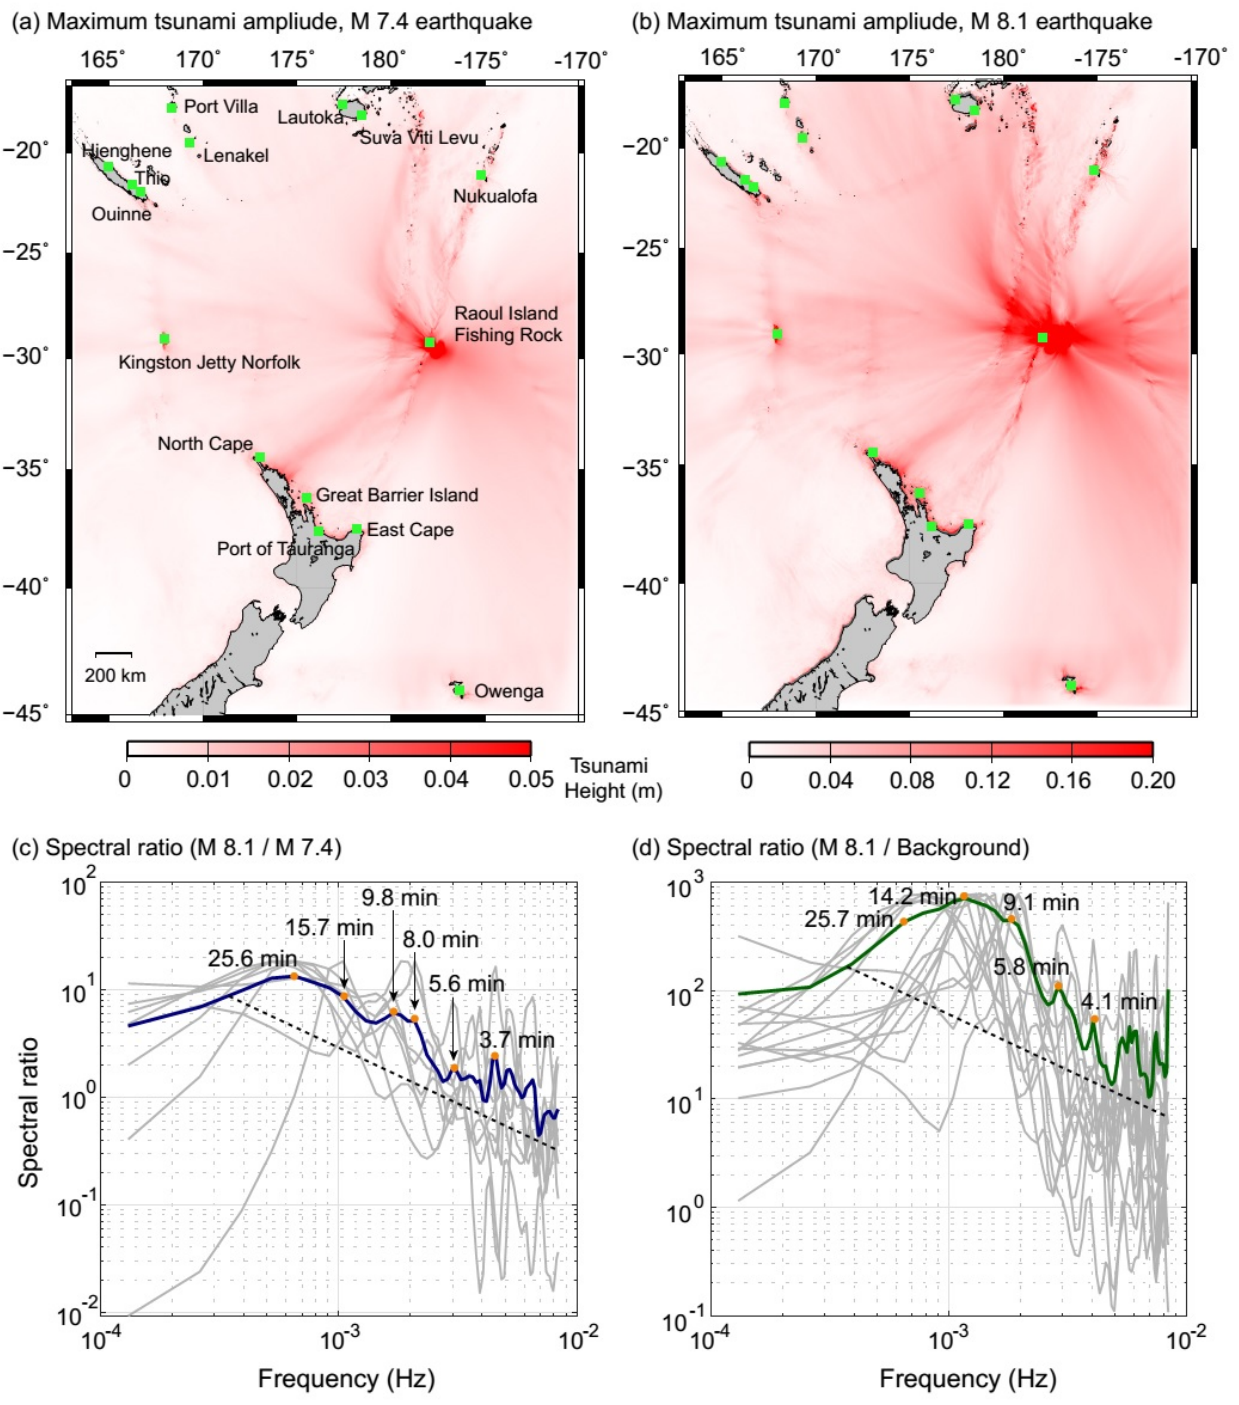 (a) Maximum tsunami ampliude, M 7.4 earthquake
165° 170° 175° 180° -175° -170°
Port Villa
Lautoka
Suva Viti Levu
−20°
Hienghene
Lenakel
Thio
Nukualofa
Ouinne
−25°
Raoul Island
Fishing Rock
−30°
Kingston Jetty Norfolk
North Cape
−35°
Great Barrier Island
East Cape
Port of Tauranga
−40°
200 km
Owenga
−45°
0 0.01 0.02 0.03 0.04 0.05
Tsunami
Height (m)
(b) Maximum tsunami ampliude, M 8.1 earthquake
165° 170° 175° 180° -175° -170°
−20°
−25°
−30°
−35°
−40°
−45°
0 0.04 0.08 0.12 0.16 0.20
(c) Spectral ratio (M 8.1 / M 7.4)
10²
9.8 min
15.7 min
8.0 min
25.6 min
5.6 min
10¹
3.7 min
10⁰
10⁻¹
10⁻²
10⁻⁴ 10⁻³ 10⁻²
Spectral ratio
Frequency (Hz)
(d) Spectral ratio (M 8.1 / Background)
10³
14.2 min
9.1 min
25.7 min
5.8 min
10²
4.1 min
10¹
10⁰
10⁻¹
10⁻⁴ 10⁻³ 10⁻²
Frequency (Hz)